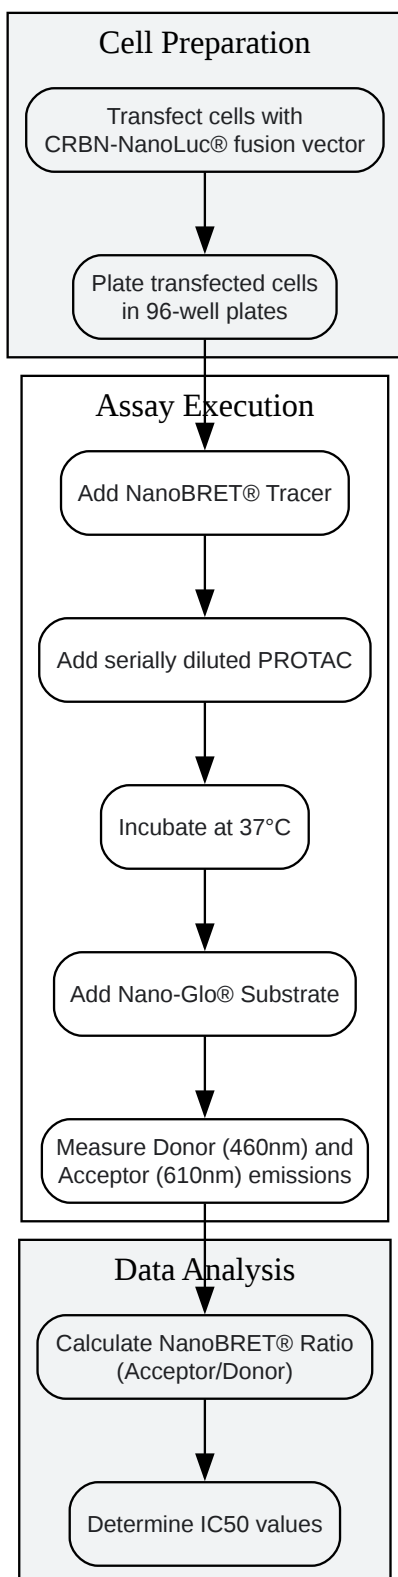 Cell Preparation
Transfect cells with
CRBN-NanoLuc® fusion vector
Plate transfected cells
in 96-well plates
Assay Execution
Add NanoBRET® Tracer
Add serially diluted PROTAC
Incubate at 37°C
Add Nano-Glo® Substrate
Measure Donor (460nm) and
Acceptor (610nm) emissions
Data Analysis
Calculate NanoBRET® Ratio
(Acceptor/Donor)
Determine IC50 values